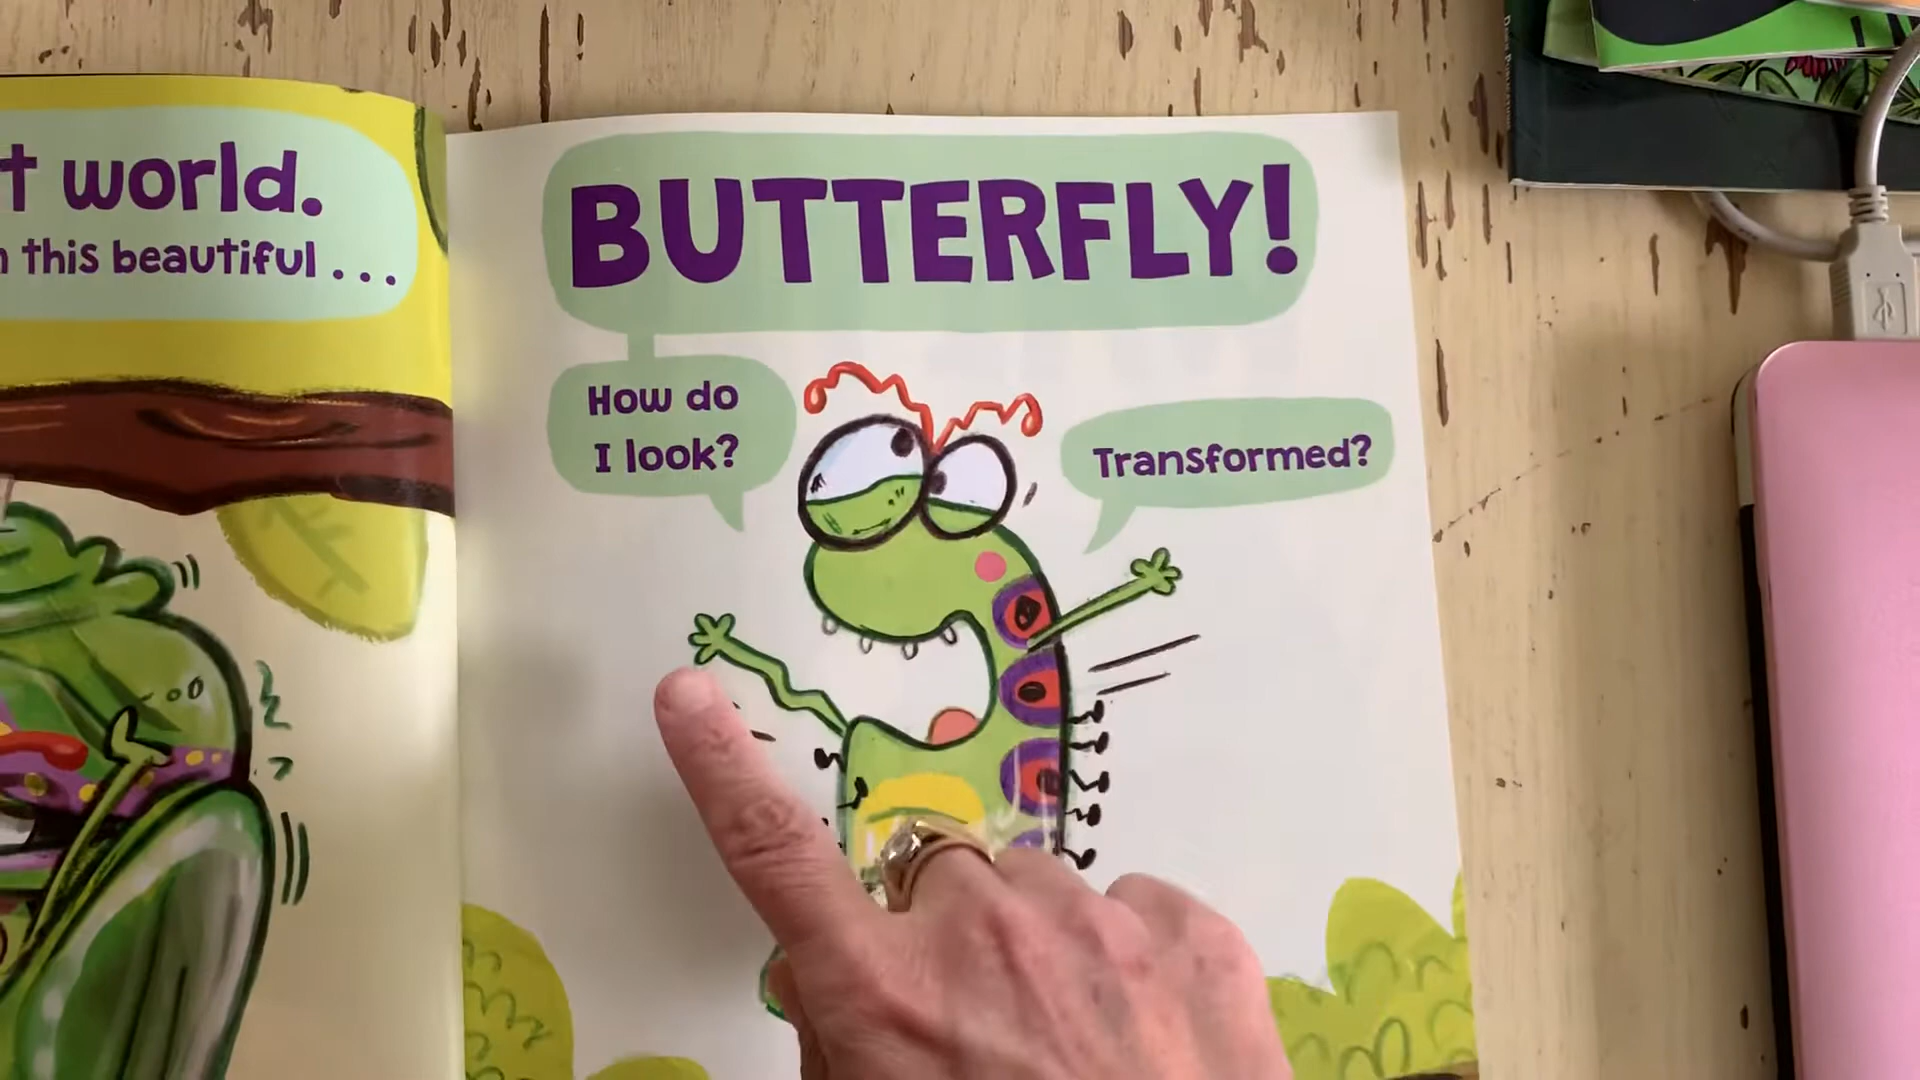 world.
this beautiful...
BUTTERFLY!
How do
I look?
Transformed?